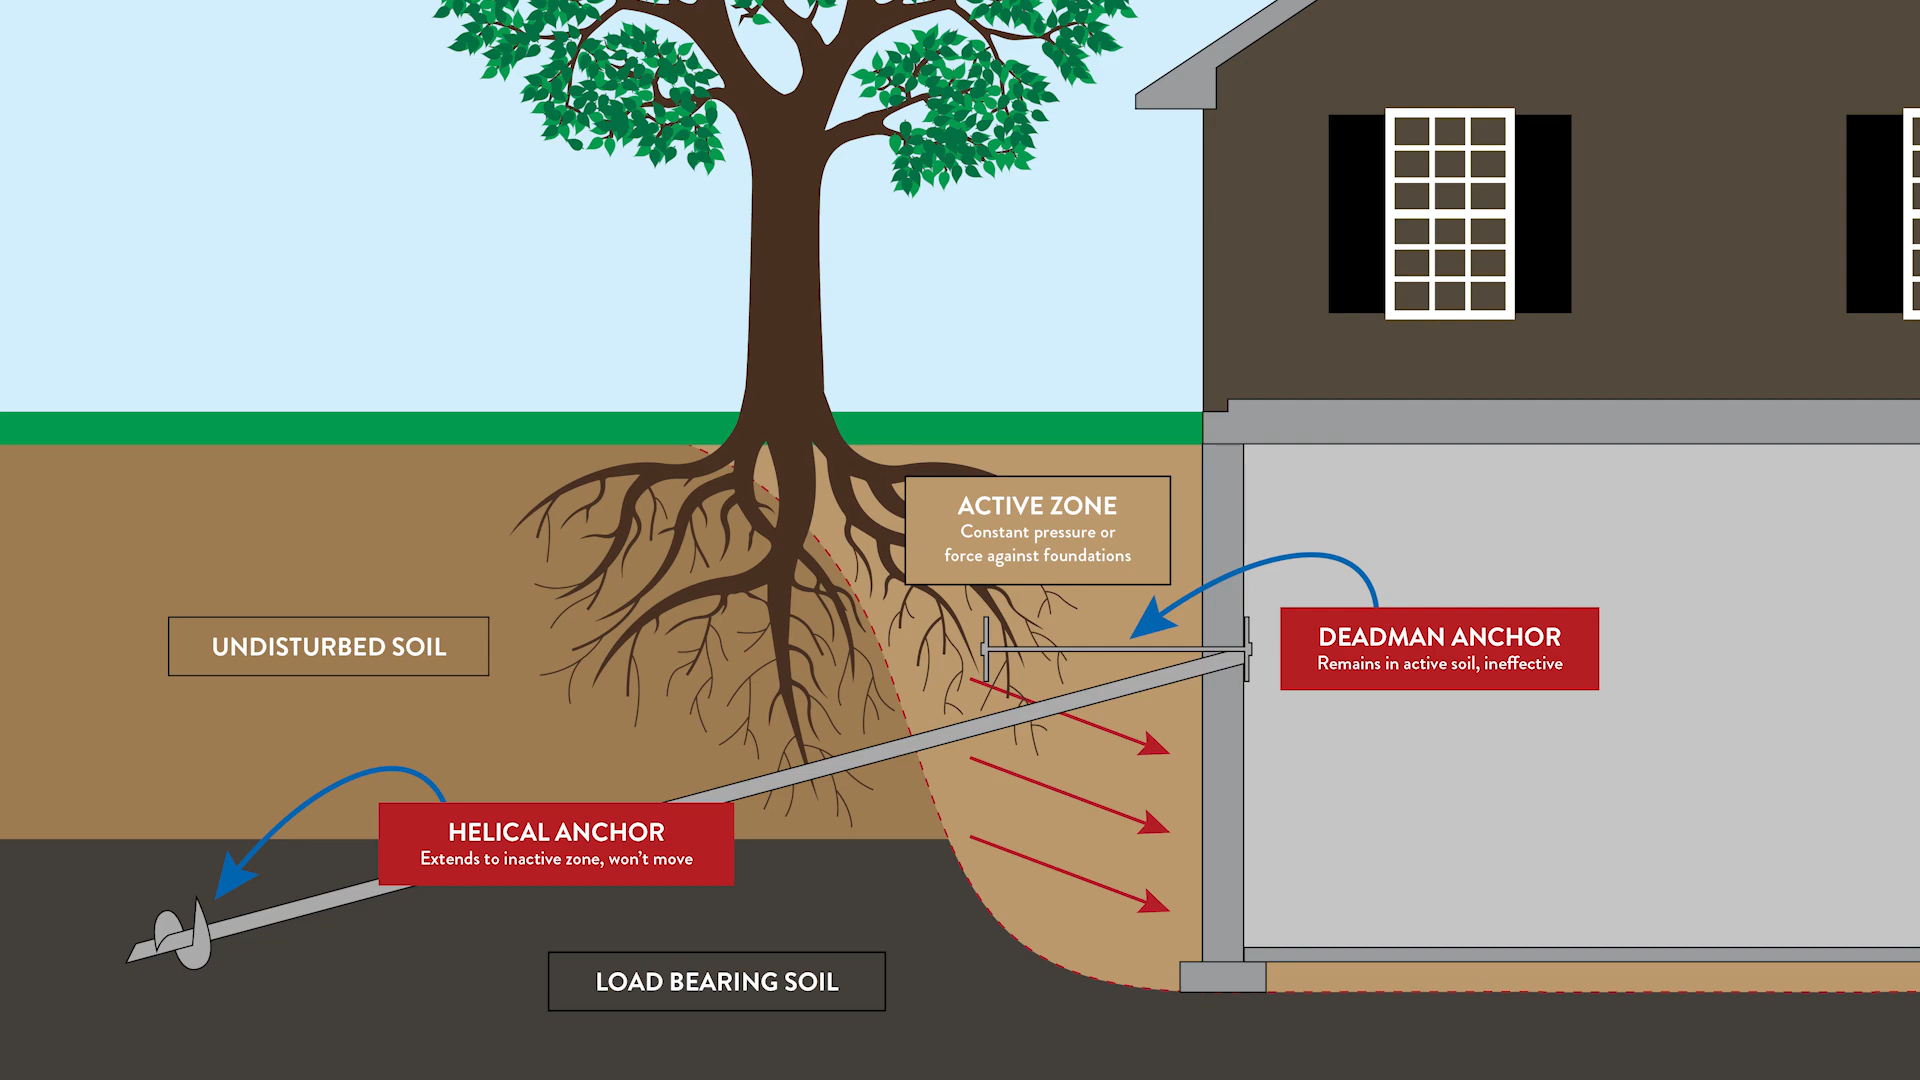 ACTIVE ZONE
Constant pressure or
force against foundations
UNDISTURBED SOIL
DEADMAN ANCHOR
Remains in active soil, ineffective
HELICAL ANCHOR
Extends to inactive zone, won't move
LOAD BEARING SOIL